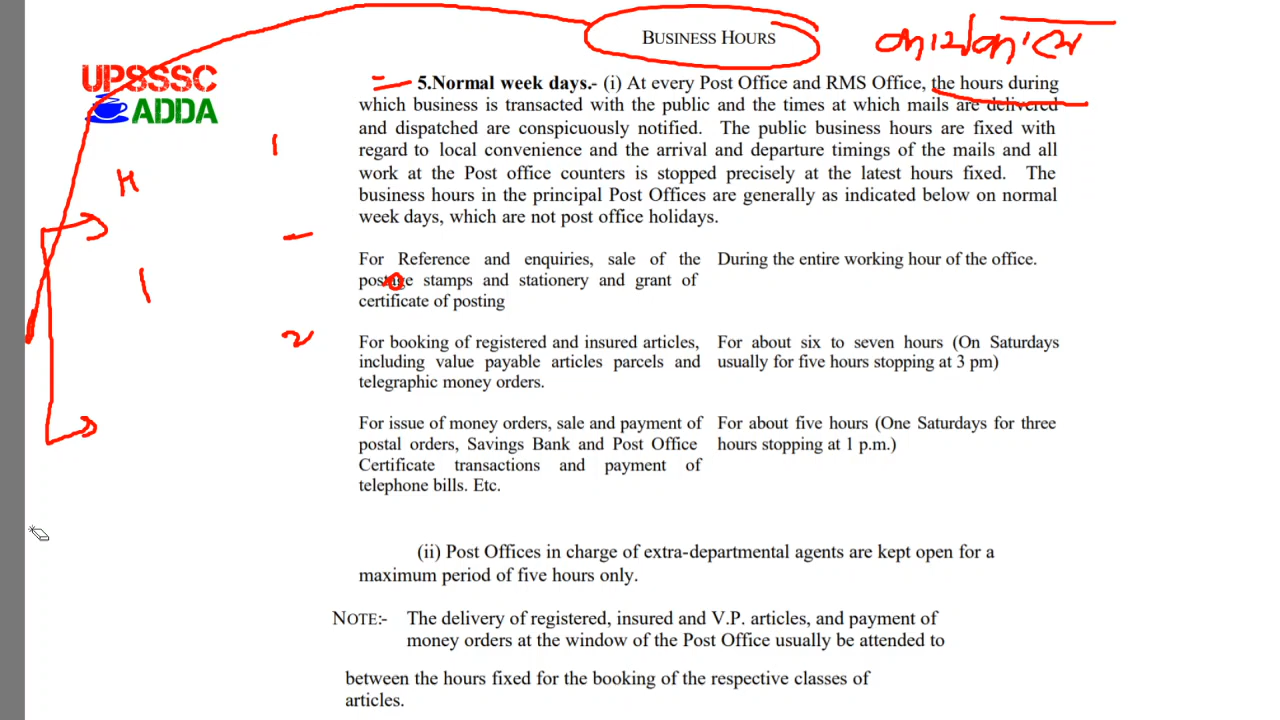 BUSINESS HOURS
UPSSSC
ADDA
5.Normal week days.- (i) At every Post Office and RMS Office, the hours during
which business is transacted with the public and the times at which mails are delivered
and dispatched are conspicuously notified. The public business hours are fixed with
regard to local convenience and the arrival and departure timings of the mails and all
work at the Post office counters is stopped precisely at the latest hours fixed. The
business hours in the principal Post Offices are generally as indicated below on normal
week days, which are not post office holidays.
1
H
1
2
For Reference and enquiries, sale of the
postage stamps and stationery and grant of
certificate of posting
During the entire working hour of the office.
For booking of registered and insured articles,
including value payable articles parcels and
telegraphic money orders.
For about six to seven hours (On Saturdays
usually for five hours stopping at 3 pm)
For issue of money orders, sale and payment of
postal orders, Savings Bank and Post Office
Certificate transactions and payment of
telephone bills. Etc.
For about five hours (One Saturdays for three
hours stopping at 1 p.m.)
(ii) Post Offices in charge of extra-departmental agents are kept open for a
maximum period of five hours only.
NOTE:- The delivery of registered, insured and V.P. articles, and payment of
money orders at the window of the Post Office usually be attended to
between the hours fixed for the booking of the respective classes of
articles.